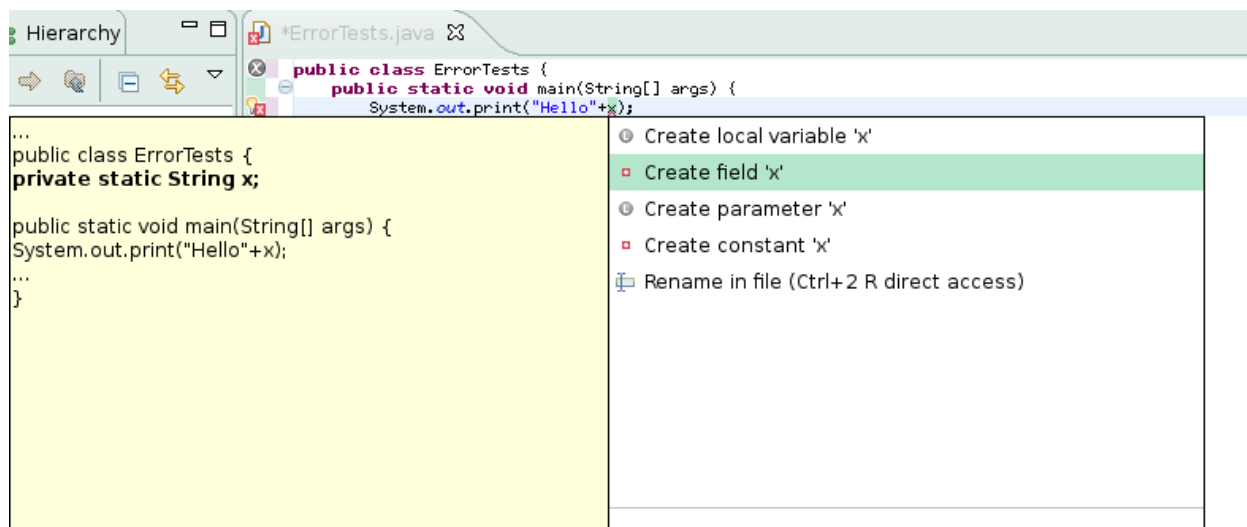 Hierarchy
*ErrorTests.java
public class ErrorTests {
public static void main(String[] args) {
System.out.print("Hello"+x);
...
public class ErrorTests {
private static String x;
public static void main(String[] args) {
System.out.print("Hello"+x);
...
}
Create local variable 'x'
Create field 'x'
Create parameter 'x'
Create constant 'x'
Rename in file (Ctrl+2 R direct access)